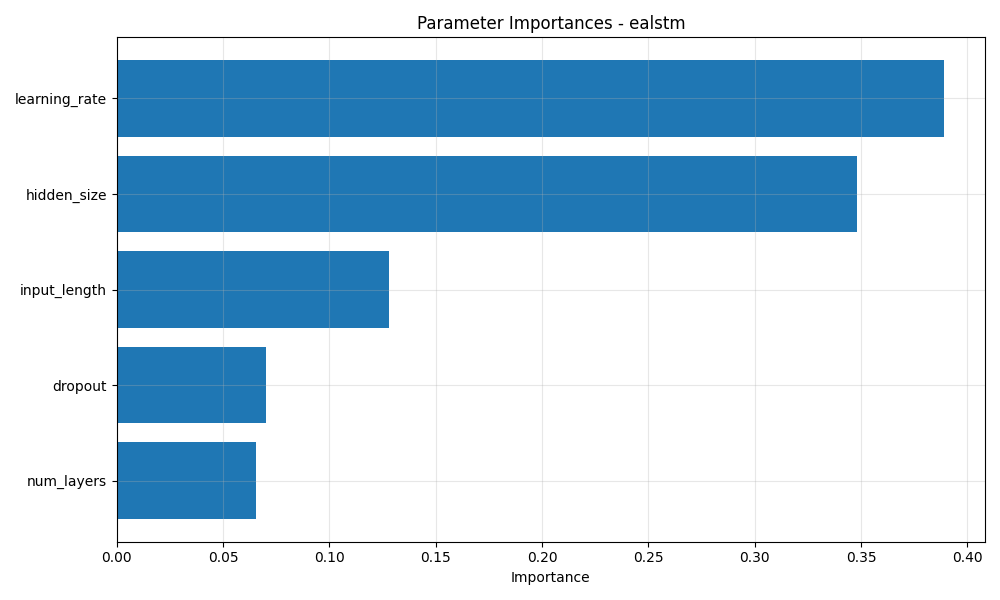 Parameter Importances - ealstm
learning_rate
hidden_size
input_length
dropout
num_layers
0.00 0.05 0.10 0.15 0.20 0.25 0.30 0.35 0.40
Importance